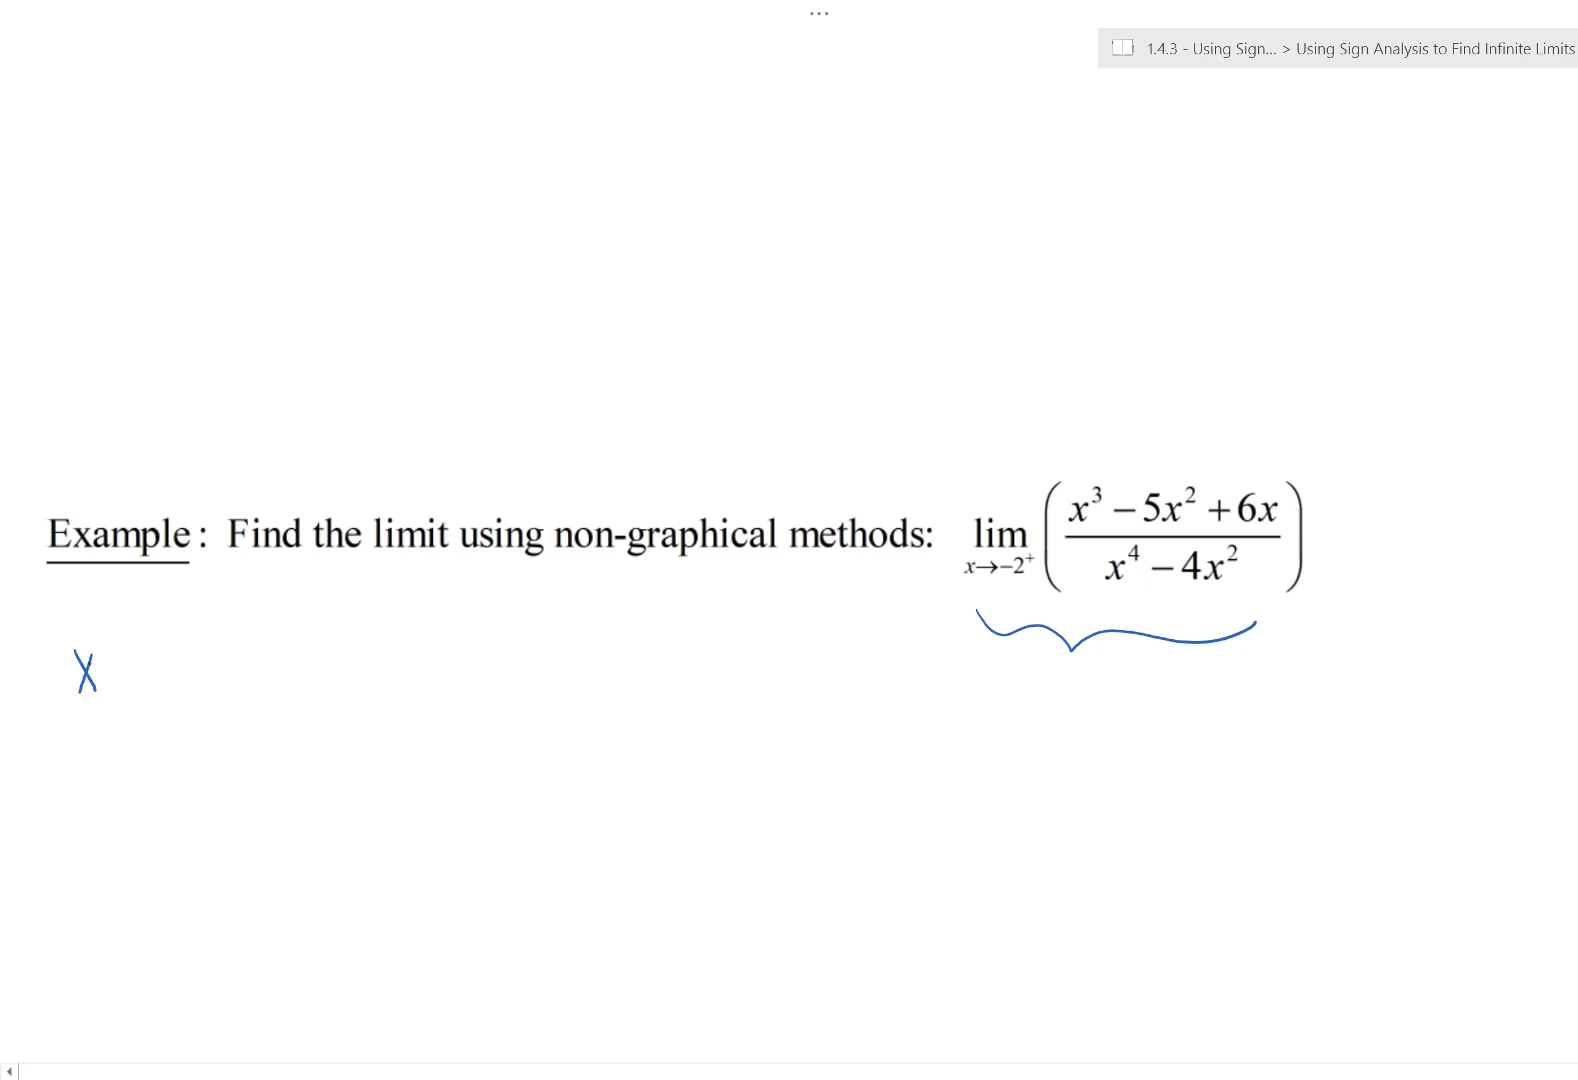 ...
1.4.3 - Using Sign... > Using Sign Analysis to Find Infinite Limits
Example: Find the limit using non-graphical methods: lim x→-2⁺ ( (x³ - 5x² + 6x) / (x⁴ - 4x²) )
X